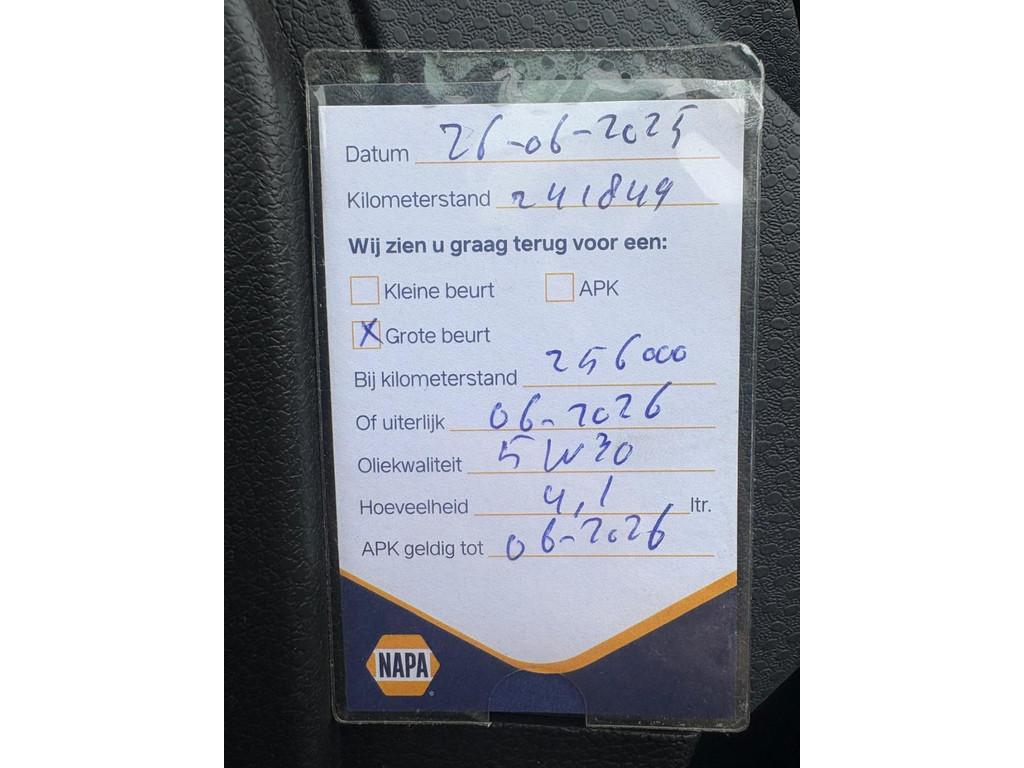 Datum 26-06-2025
Kilometerstand 241849
Wij zien u graag terug voor een:
Kleine beurt APK
X Grote beurt
Bij kilometerstand 256000
Of uiterlijk 06-2026
Oliekwaliteit 5W30
Hoeveelheid 4,1 ltr.
APK geldig tot 06-2026
NAPA